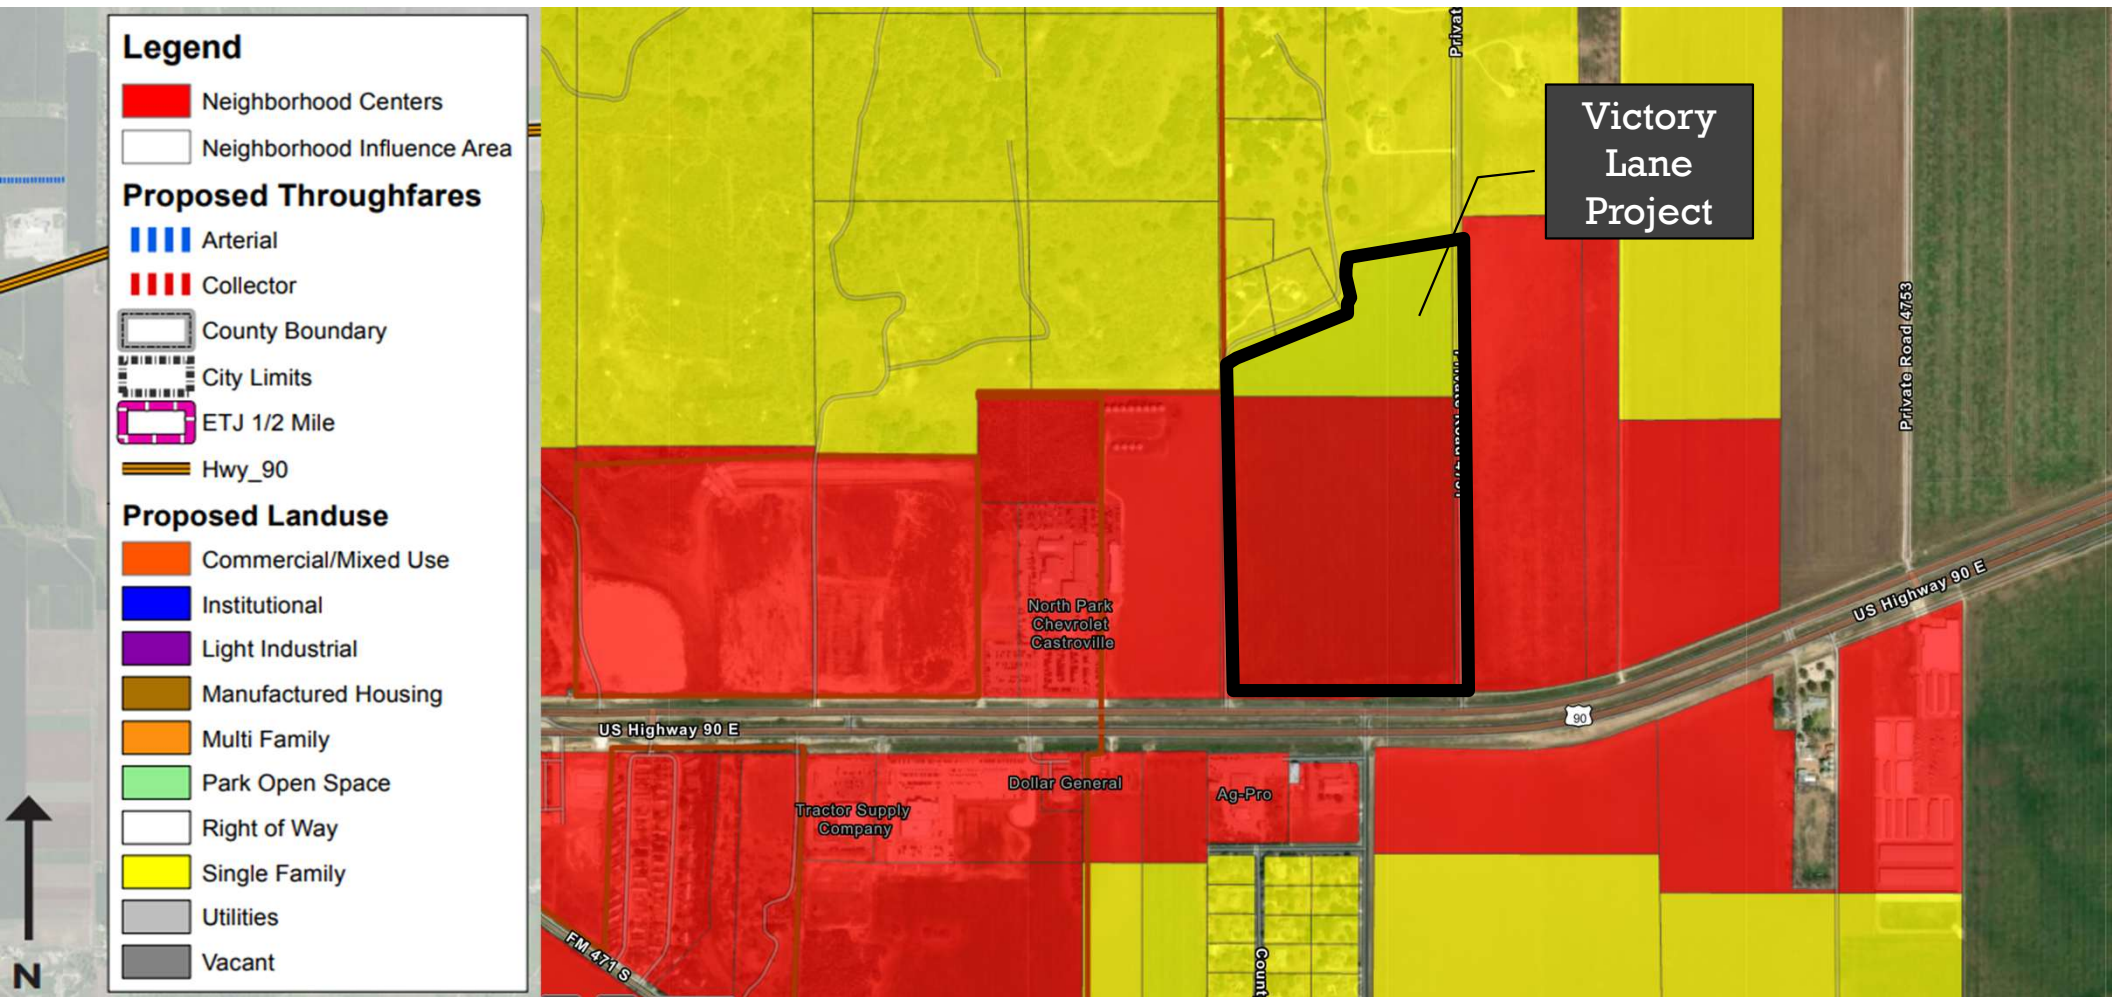 Legend
Neighborhood Centers
Neighborhood Influence Area
Proposed Throughfares
Arterial
Collector
County Boundary
City Limits
ETJ 1/2 Mile
Hwy_90
Proposed Landuse
Commercial/Mixed Use
Institutional
Light Industrial
Manufactured Housing
Multi Family
Park Open Space
Right of Way
Single Family
Utilities
Vacant
N
Privat
Victory
Lane
Project
Private Road 4753
North Park
Chevrolet
Castroville
US Highway 90 E
US Highway 90 E
90
Tractor Supply
Company
Dollar General
Ag-Pro
FM 471 S
Count